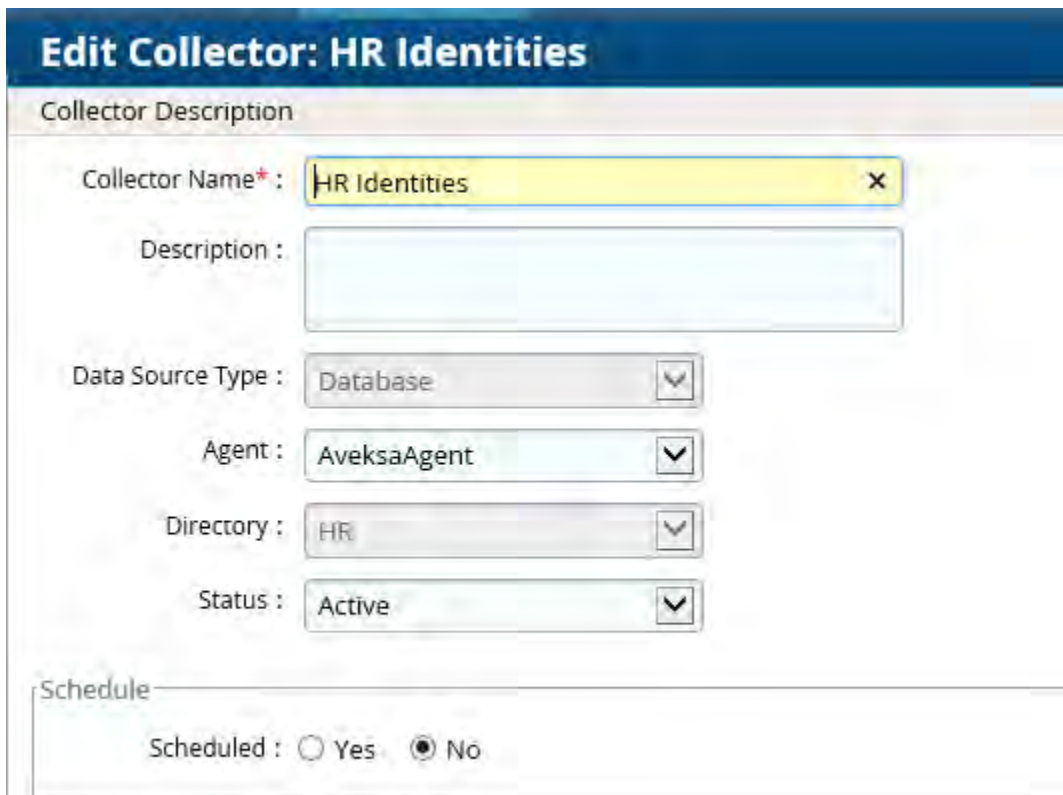 Edit Collector: HR Identities
Collector Description
Collector Name* : HR Identities
Description :
Data Source Type : Database
Agent : AveksaAgent
Directory : HR
Status : Active
Schedule
Scheduled : Yes No